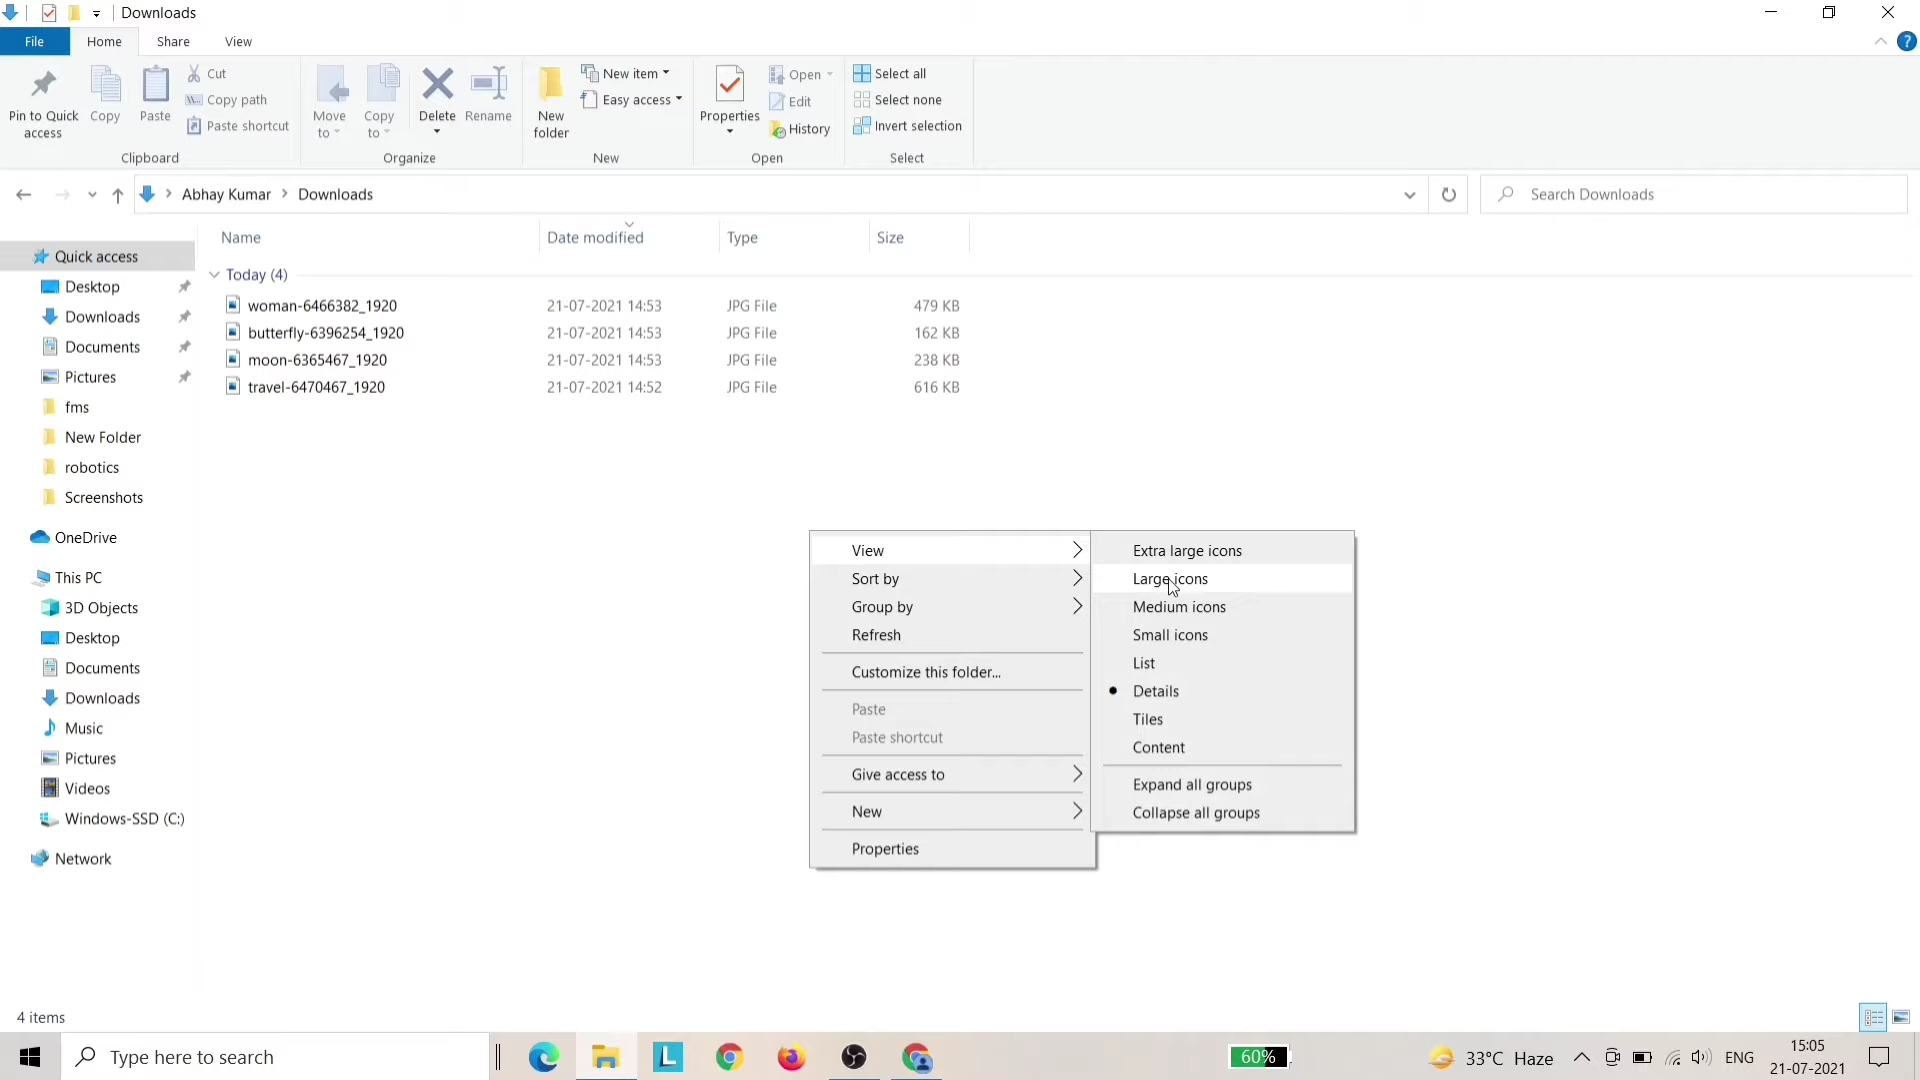 Downloads
File Home Share View
Pin to Quick access
Copy
Paste
Cut
Copy path
Paste shortcut
Clipboard
Move to
Copy to
Delete
Rename
Organize
New folder
New item
Easy access
New
Properties
Open
Edit
History
Open
Select all
Select none
Invert selection
Select
Abhay Kumar > Downloads
Search Downloads
Name Date modified Type Size
Today (4)
woman-6466382_1920 21-07-2021 14:53 JPG File 479 KB
butterfly-6396254_1920 21-07-2021 14:53 JPG File 162 KB
moon-6365467_1920 21-07-2021 14:53 JPG File 238 KB
travel-6470467_1920 21-07-2021 14:52 JPG File 616 KB
Quick access
Desktop
Downloads
Documents
Pictures
fms
New Folder
robotics
Screenshots
OneDrive
This PC
3D Objects
Desktop
Documents
Downloads
Music
Pictures
Videos
Windows-SSD (C:)
Network
View
Sort by
Group by
Refresh
Customize this folder...
Paste
Paste shortcut
Give access to
New
Properties
Extra large icons
Large icons
Medium icons
Small icons
List
Details
Tiles
Content
Expand all groups
Collapse all groups
4 items
Type here to search
L
60%
33°C Haze
ENG
15:05
21-07-2021